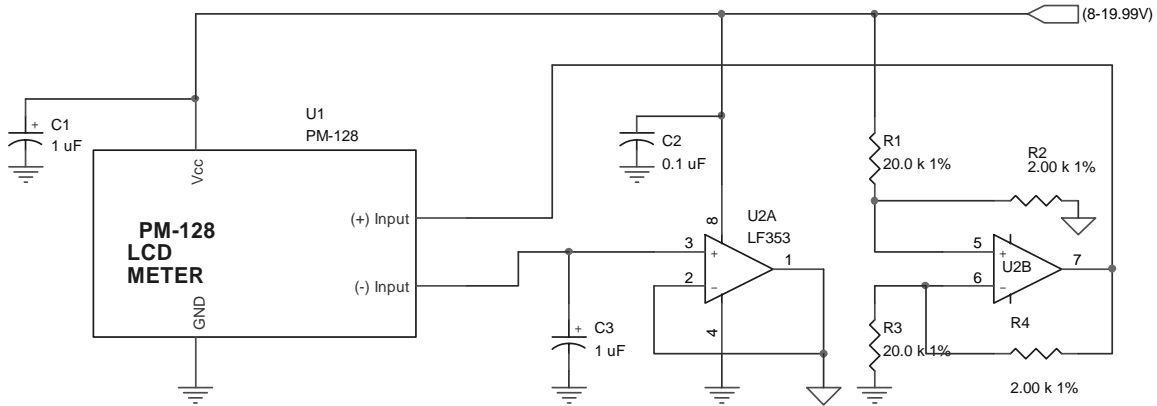 (8-19.99V)
+
C1
1 uF
U1
PM-128
Vcc
PM-128
LCD
METER
(+) Input
(-) Input
GND
C2
0.1 uF
+
C3
1 uF
U2A
LF353
8
3
+
2
−
1
4
R1
20.0 k 1%
R2
2.00 k 1%
5
+
U2B
7
6
−
R3
20.0 k 1%
R4
2.00 k 1%